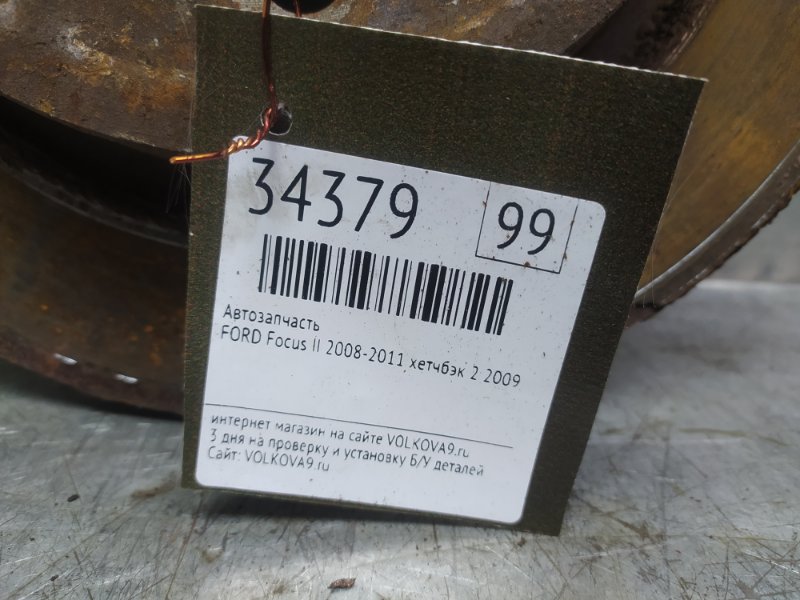 34379 99
Автозапчасть
FORD Focus II 2008-2011 хетчбэк 2 2009
интернет магазин на сайте VOLKOVA9.ru
3 дня на проверку и установку Б/У деталей
Сайт: VOLKOVA9.ru